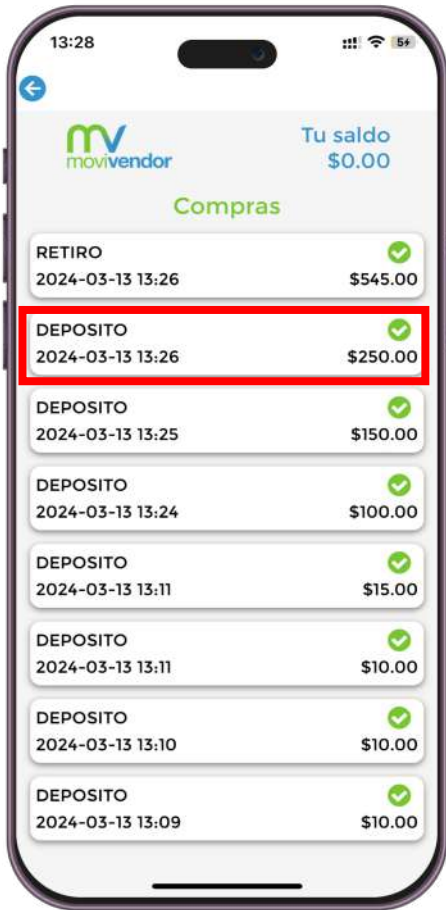 13:28
54
mv
movivendor
Tu saldo
$0.00
Compras
RETIRO
2024-03-13 13:26
$545.00
DEPOSITO
2024-03-13 13:26
$250.00
DEPOSITO
2024-03-13 13:25
$150.00
DEPOSITO
2024-03-13 13:24
$100.00
DEPOSITO
2024-03-13 13:11
$15.00
DEPOSITO
2024-03-13 13:11
$10.00
DEPOSITO
2024-03-13 13:10
$10.00
DEPOSITO
2024-03-13 13:09
$10.00